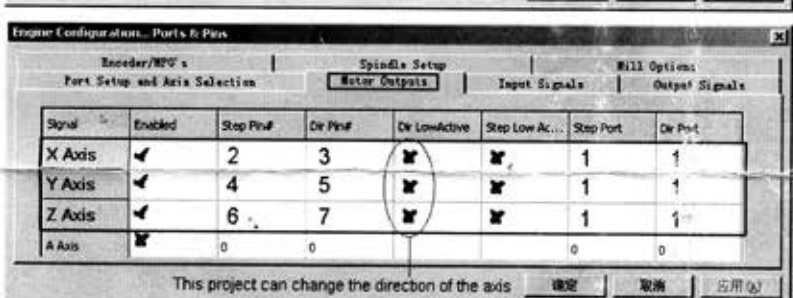 Engine Configuration... Ports & Pins
Encoder/MPG's Spindle Setup Mill Options
Port Setup and Axis Selection Motor Outputs Input Signals Output Signals
Signal Enabled Step Pin# Dir Pin# Dir LowActive Step Low Ac... Step Port Dir Port
X Axis 2 3 1 1
Y Axis 4 5 1 1
Z Axis 6 7 1 1
A Axis 0 0 0 0
This project can change the direction of the axis 确定 取消 应用(A)